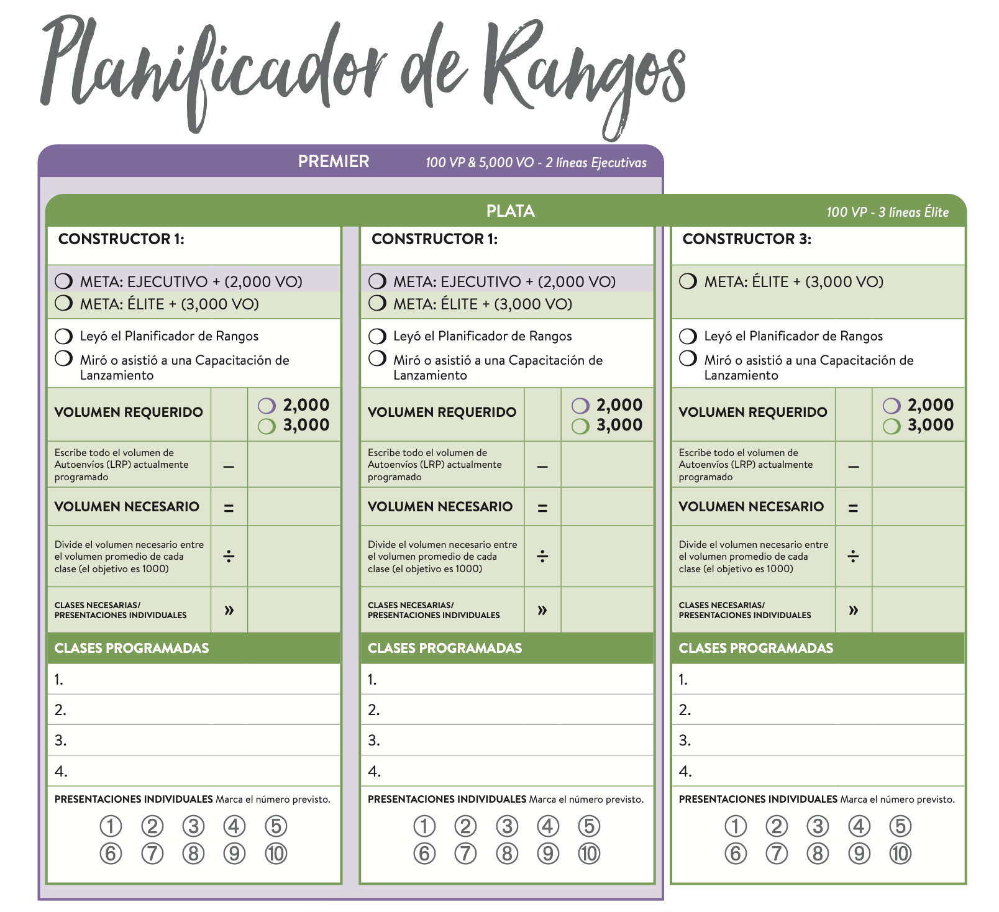 Planificador de Rangos
PREMIER 100 VP & 5,000 VO - 2 líneas Ejecutivas
PLATA 100 VP - 3 líneas Élite
CONSTRUCTOR 1:
META: EJECUTIVO + (2,000 VO)
META: ÉLITE + (3,000 VO)
Leyó el Planificador de Rangos
Miró o asistió a una Capacitación de
Lanzamiento
VOLUMEN REQUERIDO
2,000
3,000
Escribe todo el volumen de
Autoenvíos (LRP) actualmente
programado
–
VOLUMEN NECESARIO =
Divide el volumen necesario entre
el volumen promedio de cada
clase (el objetivo es 1000)
÷
CLASES NECESARIAS/
PRESENTACIONES INDIVIDUALES
»
CLASES PROGRAMADAS
1.
2.
3.
4.
PRESENTACIONES INDIVIDUALES Marca el número previsto.
1 2 3 4 5
6 7 8 9 10
CONSTRUCTOR 1:
META: EJECUTIVO + (2,000 VO)
META: ÉLITE + (3,000 VO)
Leyó el Planificador de Rangos
Miró o asistió a una Capacitación de
Lanzamiento
VOLUMEN REQUERIDO
2,000
3,000
Escribe todo el volumen de
Autoenvíos (LRP) actualmente
programado
–
VOLUMEN NECESARIO =
Divide el volumen necesario entre
el volumen promedio de cada
clase (el objetivo es 1000)
÷
CLASES NECESARIAS/
PRESENTACIONES INDIVIDUALES
»
CLASES PROGRAMADAS
1.
2.
3.
4.
PRESENTACIONES INDIVIDUALES Marca el número previsto.
1 2 3 4 5
6 7 8 9 10
CONSTRUCTOR 3:
META: ÉLITE + (3,000 VO)
Leyó el Planificador de Rangos
Miró o asistió a una Capacitación de
Lanzamiento
VOLUMEN REQUERIDO
2,000
3,000
Escribe todo el volumen de
Autoenvíos (LRP) actualmente
programado
–
VOLUMEN NECESARIO =
Divide el volumen necesario entre
el volumen promedio de cada
clase (el objetivo es 1000)
÷
CLASES NECESARIAS/
PRESENTACIONES INDIVIDUALES
»
CLASES PROGRAMADAS
1.
2.
3.
4.
PRESENTACIONES INDIVIDUALES Marca el número previsto.
1 2 3 4 5
6 7 8 9 10